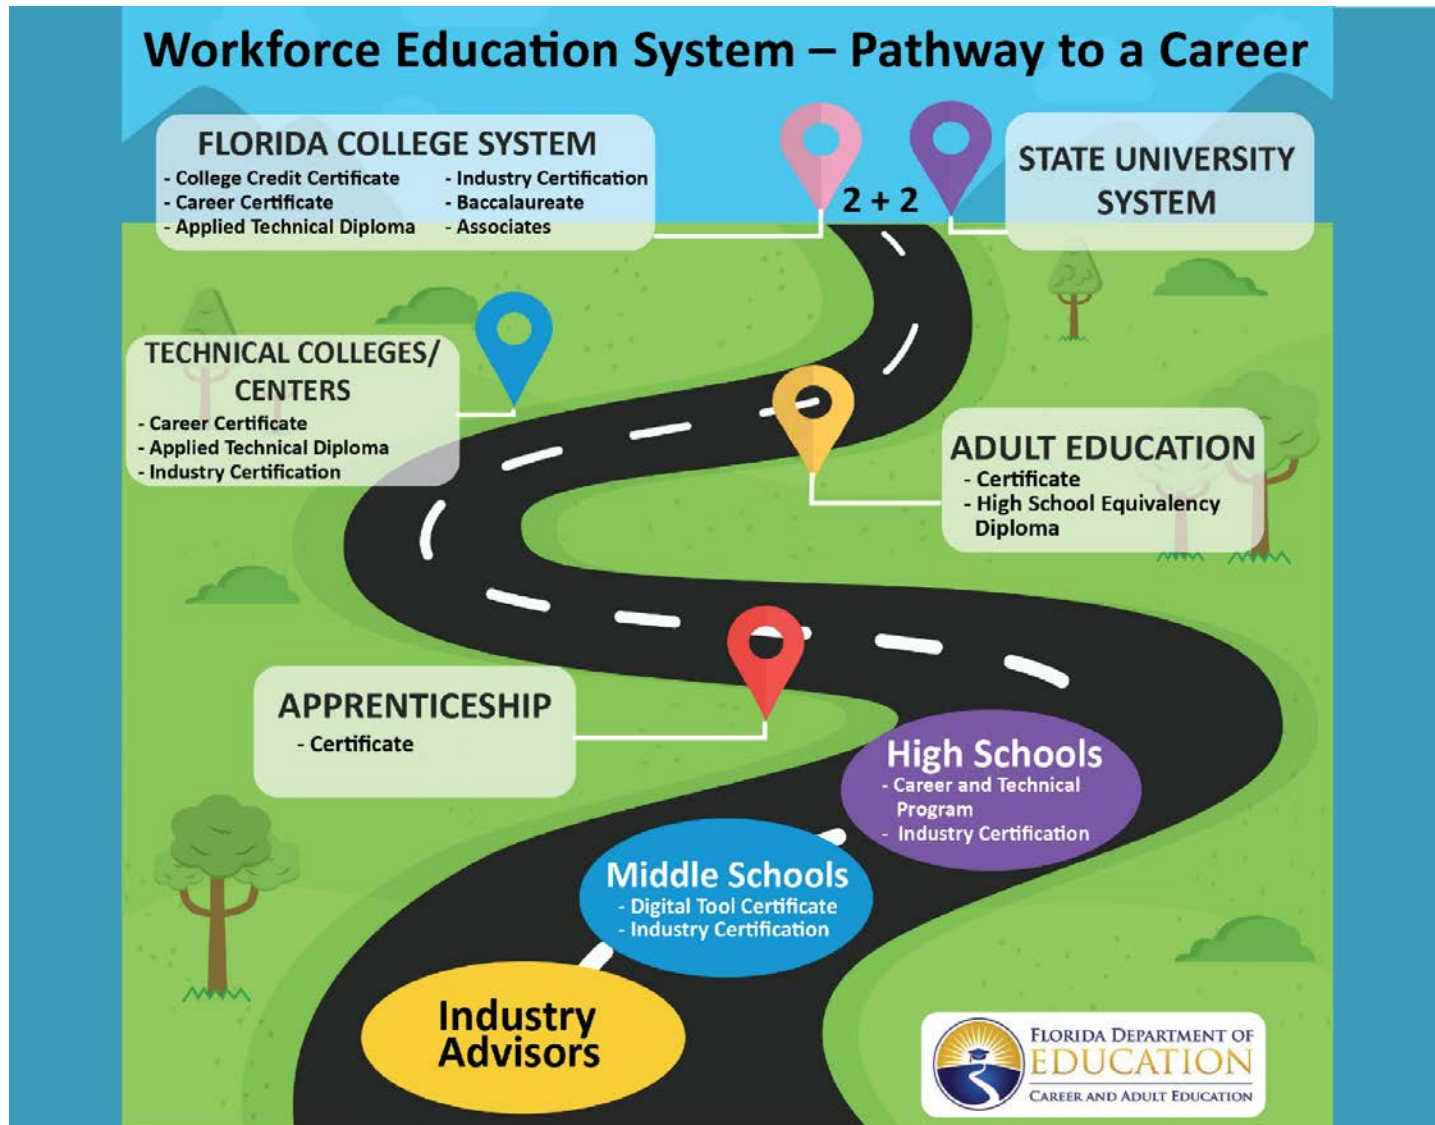 Workforce Education System – Pathway to a Career
FLORIDA COLLEGE SYSTEM
- College Credit Certificate
- Career Certificate
- Applied Technical Diploma
- Industry Certification
- Baccalaureate
- Associates
2 + 2
STATE UNIVERSITY
SYSTEM
TECHNICAL COLLEGES/
CENTERS
- Career Certificate
- Applied Technical Diploma
- Industry Certification
ADULT EDUCATION
- Certificate
- High School Equivalency
Diploma
APPRENTICESHIP
- Certificate
High Schools
- Career and Technical
Program
- Industry Certification
Middle Schools
- Digital Tool Certificate
- Industry Certification
Industry
Advisors
FLORIDA DEPARTMENT OF
EDUCATION
CAREER AND ADULT EDUCATION